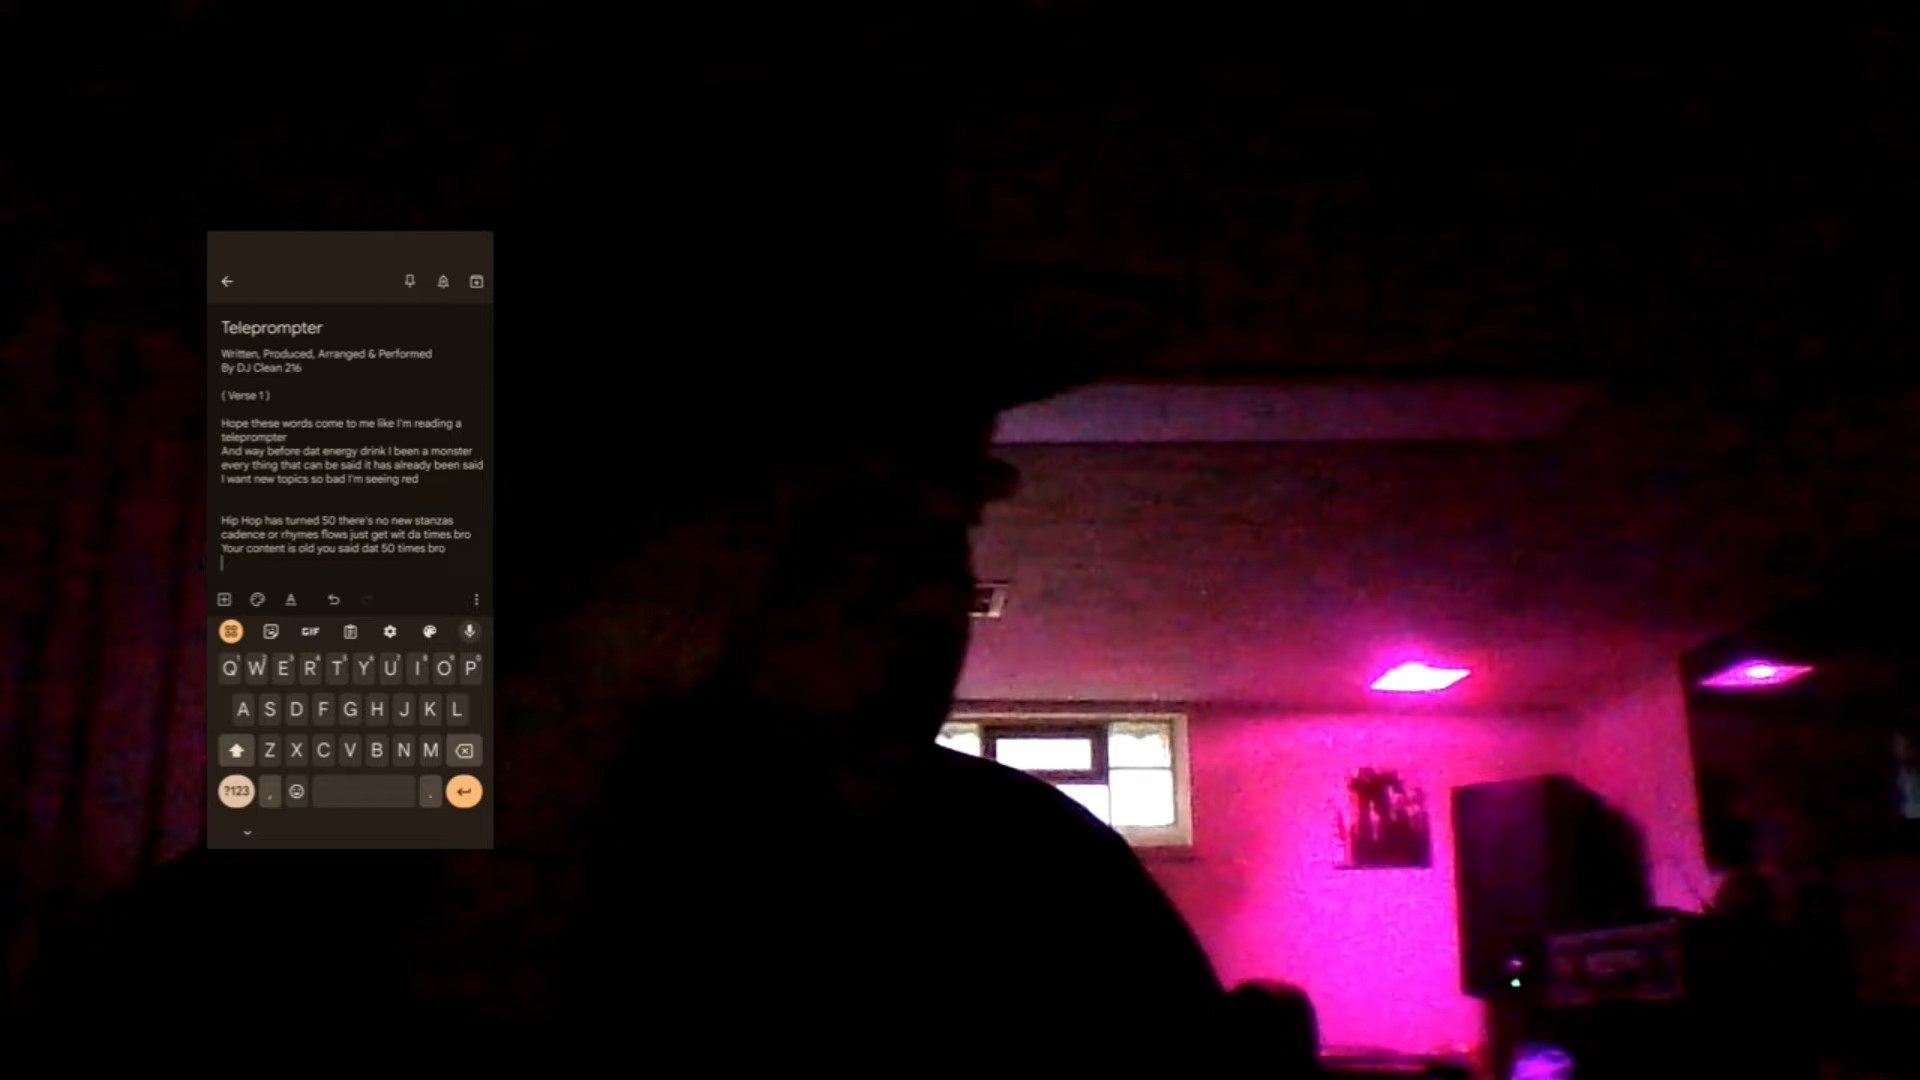 Teleprompter
Written, Produced, Arranged & Performed
By DJ Clean 216
( Verse 1 )
Hope these words come to me like I'm reading a
teleprompter
And way before dat energy drink I been a monster
every thing that can be said it has already been said
I want new topics so bad I'm seeing red
Hip Hop has turned 50 there's no new stanzas
cadence or rhymes flows just get wit da times bro
Your content is old you said dat 50 times bro
GIF
Q W E R T Y U I O P
A S D F G H J K L
Z X C V B N M
?123 , .